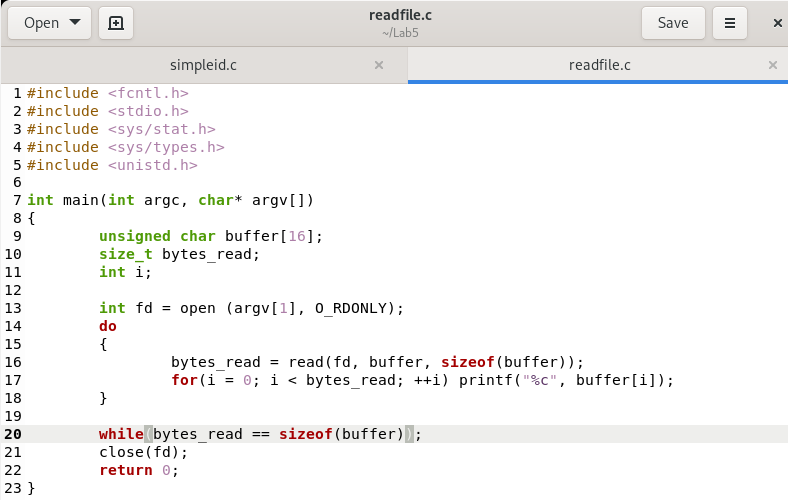 Open
readfile.c
~/Lab5
Save
simpleid.c
readfile.c
1 #include <fcntl.h>
2 #include <stdio.h>
3 #include <sys/stat.h>
4 #include <sys/types.h>
5 #include <unistd.h>
6
7 int main(int argc, char* argv[])
8 {
9         unsigned char buffer[16];
10         size_t bytes_read;
11         int i;
12
13         int fd = open (argv[1], O_RDONLY);
14         do
15         {
16                 bytes_read = read(fd, buffer, sizeof(buffer));
17                 for(i = 0; i < bytes_read; ++i) printf("%c", buffer[i]);
18         }
19
20         while(bytes_read == sizeof(buffer));
21         close(fd);
22         return 0;
23 }